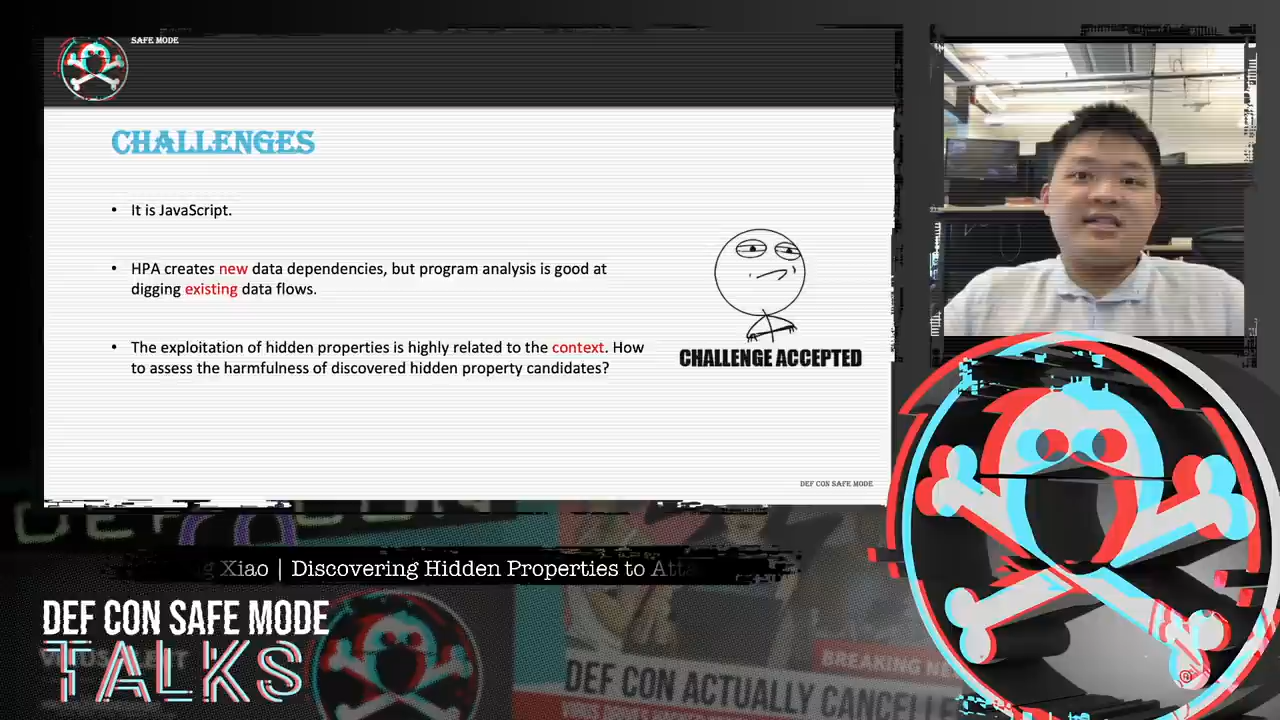 SAFE MODE
CHALLENGES
• It is JavaScript.
• HPA creates new data dependencies, but program analysis is good at
digging existing data flows.
• The exploitation of hidden properties is highly related to the context. How
to assess the harmfulness of discovered hidden property candidates?
CHALLENGE ACCEPTED
DEF CON SAFE MODE
g Xiao | Discovering Hidden Properties to Atta
DEF CON SAFE MODE
TALKS
BREAKING NE
DEF CON ACTUALLY CANCELLE
®